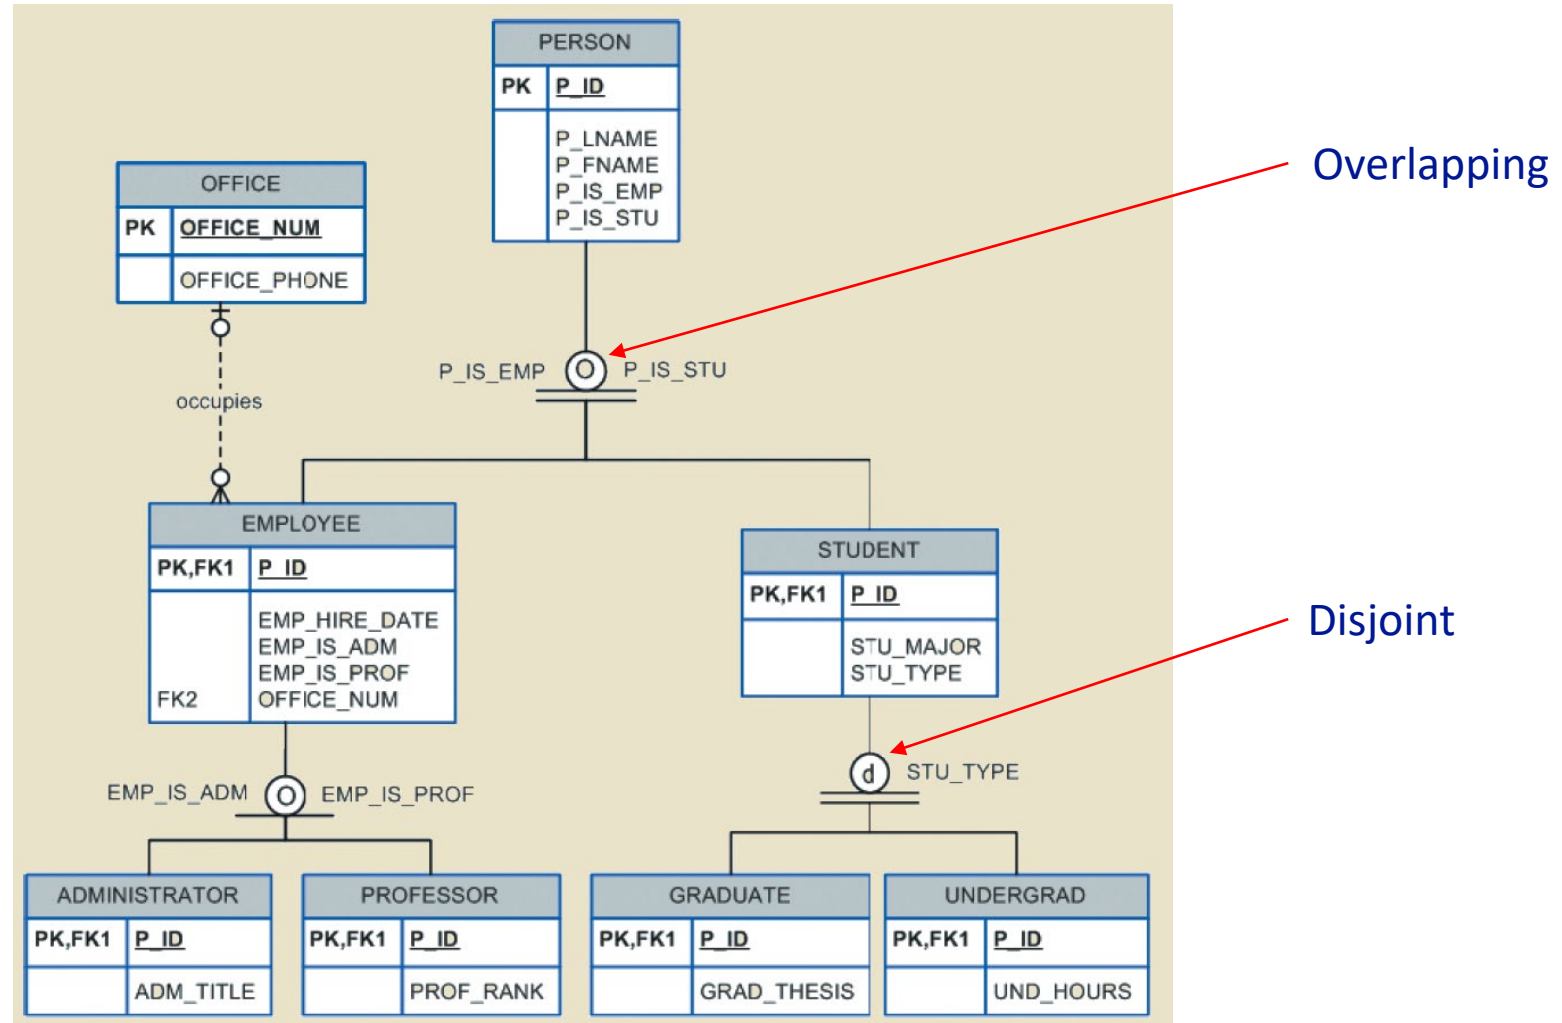 PERSON
PK P_ID
P_LNAME
P_FNAME
P_IS_EMP
P_IS_STU
Overlapping
OFFICE
PK OFFICE_NUM
OFFICE_PHONE
occupies
P_IS_EMP O P_IS_STU
EMPLOYEE
PK,FK1 P_ID
EMP_HIRE_DATE
EMP_IS_ADM
EMP_IS_PROF
FK2 OFFICE_NUM
STUDENT
PK,FK1 P_ID
STU_MAJOR
STU_TYPE
Disjoint
EMP_IS_ADM O EMP_IS_PROF
d STU_TYPE
ADMINISTRATOR
PK,FK1 P_ID
ADM_TITLE
PROFESSOR
PK,FK1 P_ID
PROF_RANK
GRADUATE
PK,FK1 P_ID
GRAD_THESIS
UNDERGRAD
PK,FK1 P_ID
UND_HOURS